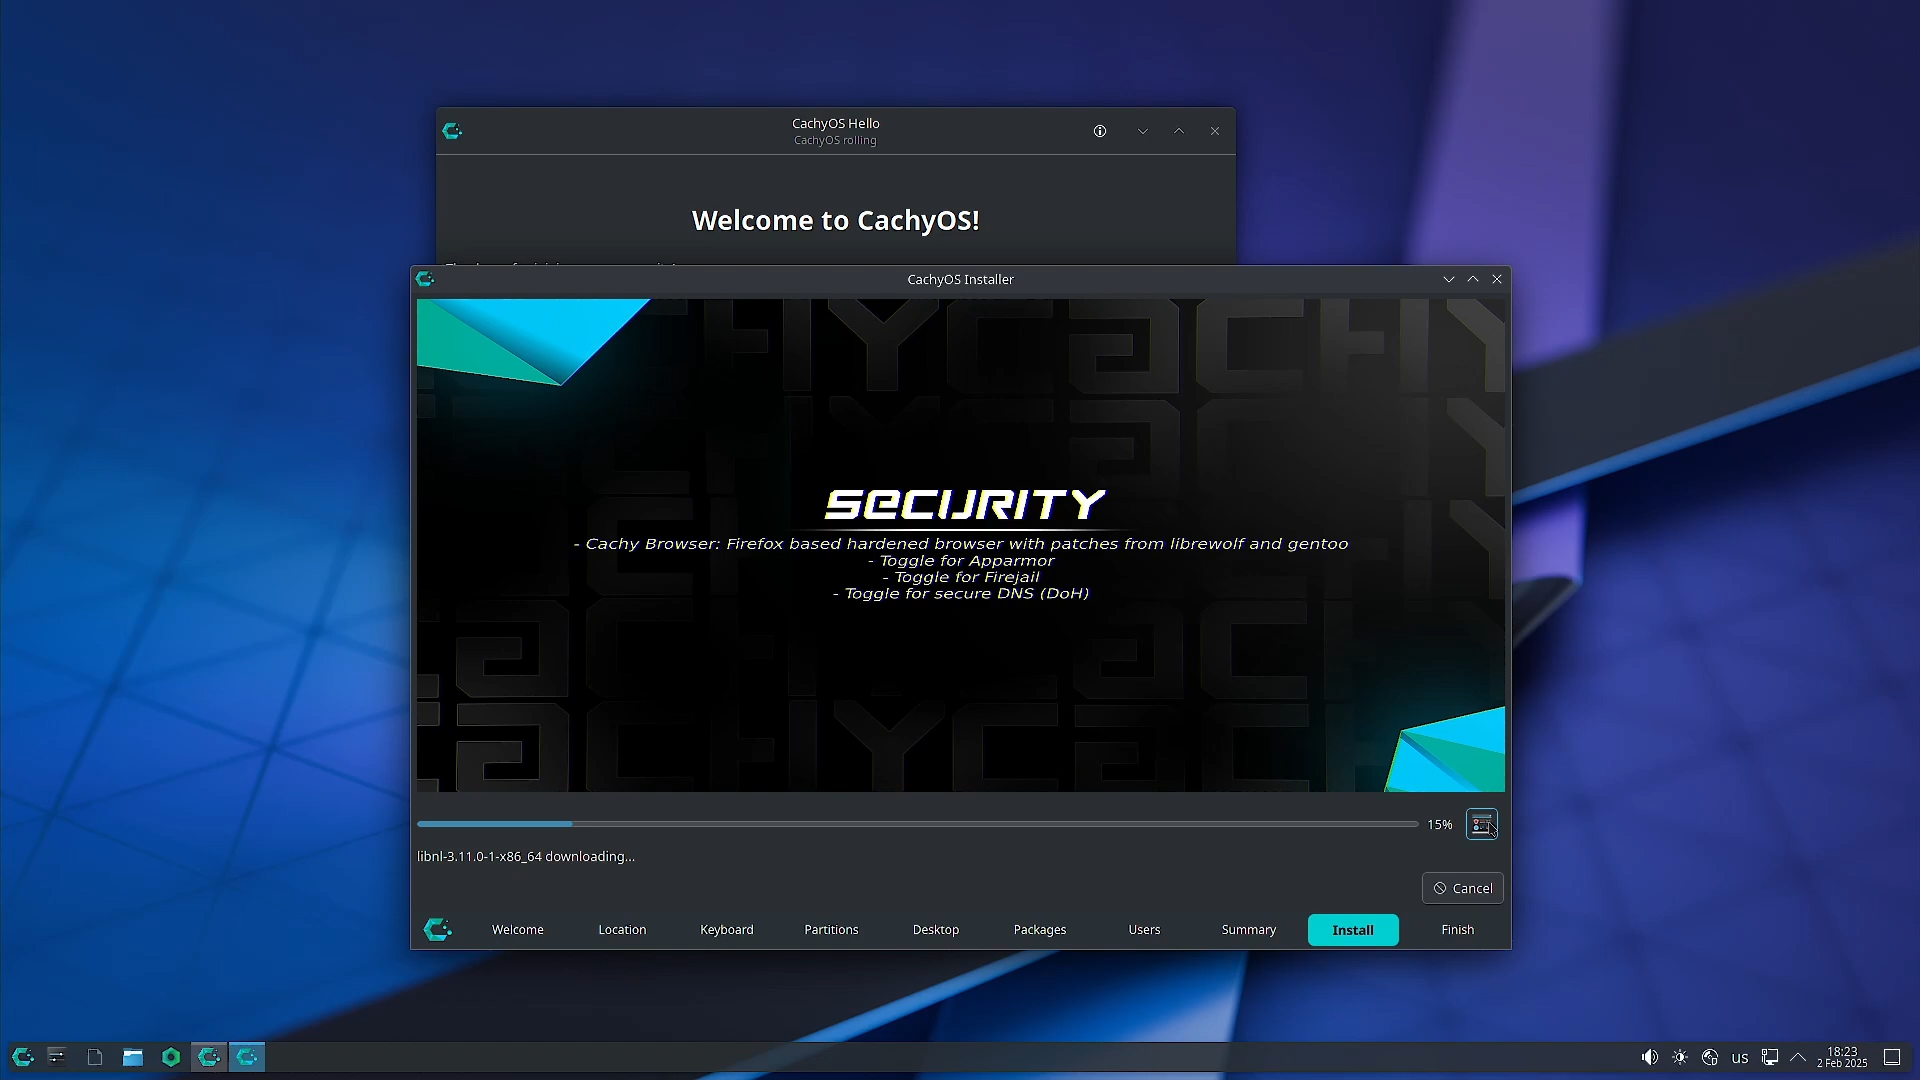 CachyOS Hello
CachyOS rolling
Welcome to CachyOS!
CachyOS Installer
SECURITY
- Cachy Browser: Firefox based hardened browser with patches from librewolf and gentoo
- Toggle for Apparmor
- Toggle for Firejail
- Toggle for secure DNS (DoH)
15%
libnl-3.11.0-1-x86_64 downloading...
Cancel
Welcome Location Keyboard Partitions Desktop Packages Users Summary Install Finish
us 18:23
2 Feb 2025